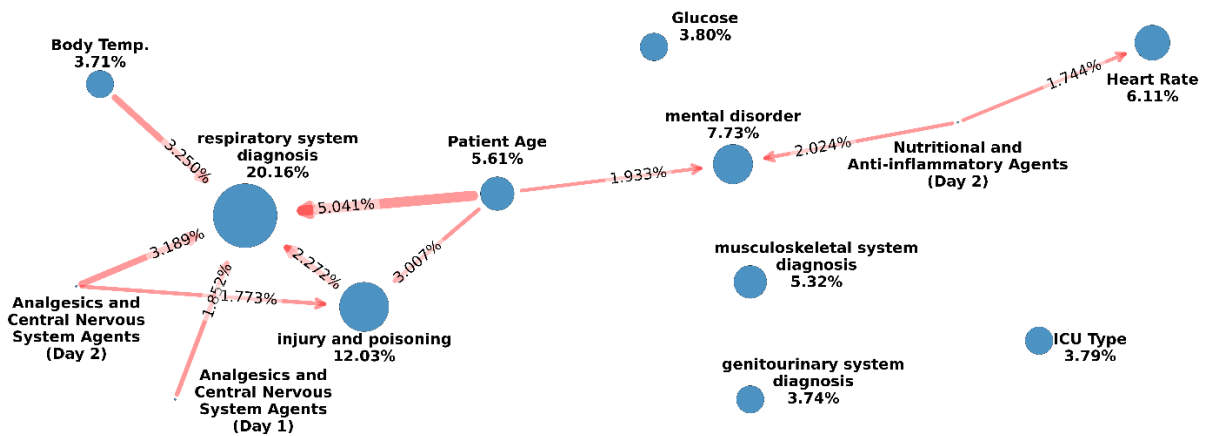 Glucose
3.80%
Body Temp.
3.71%
1.744%
Heart Rate
6.11%
mental disorder
7.73%
respiratory system
diagnosis
20.16%
3.250%
Patient Age
5.61%
2.024%
Nutritional and
Anti-inflammatory Agents
(Day 2)
1.933%
5.041%
3.189%
2.272%
3.007%
musculoskeletal system
diagnosis
5.32%
1.852%
1.773%
Analgesics and
Central Nervous
System Agents
(Day 2)
injury and poisoning
12.03%
ICU Type
3.79%
genitourinary system
diagnosis
3.74%
Analgesics and
Central Nervous
System Agents
(Day 1)